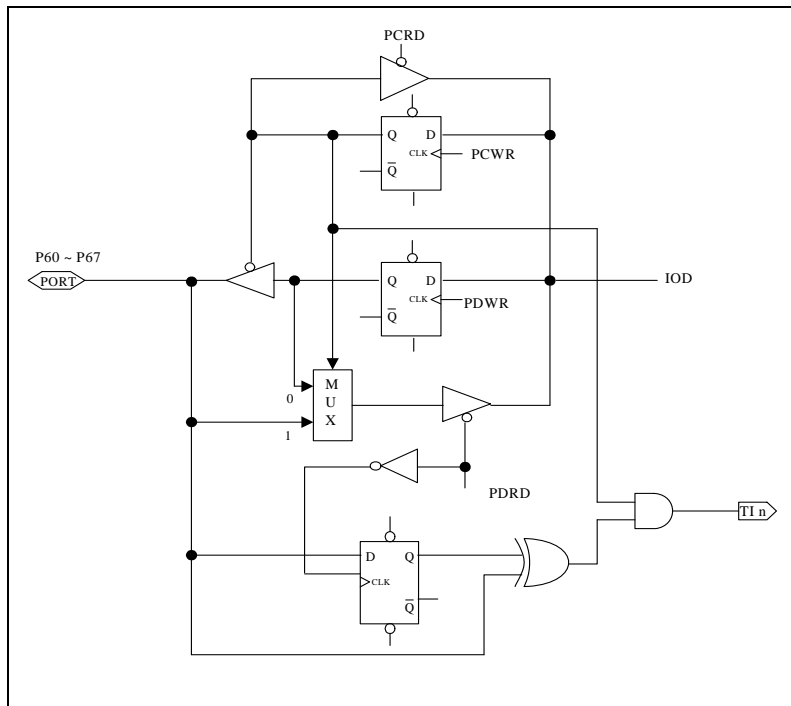 PCRD
Q D
CLK
PCWR
Q̅
P60 ~ P67
PORT
Q D
CLK
IOD
PDWR
Q̅
0
M
U
X
1
PDRD
TI n
D Q
CLK
Q̅